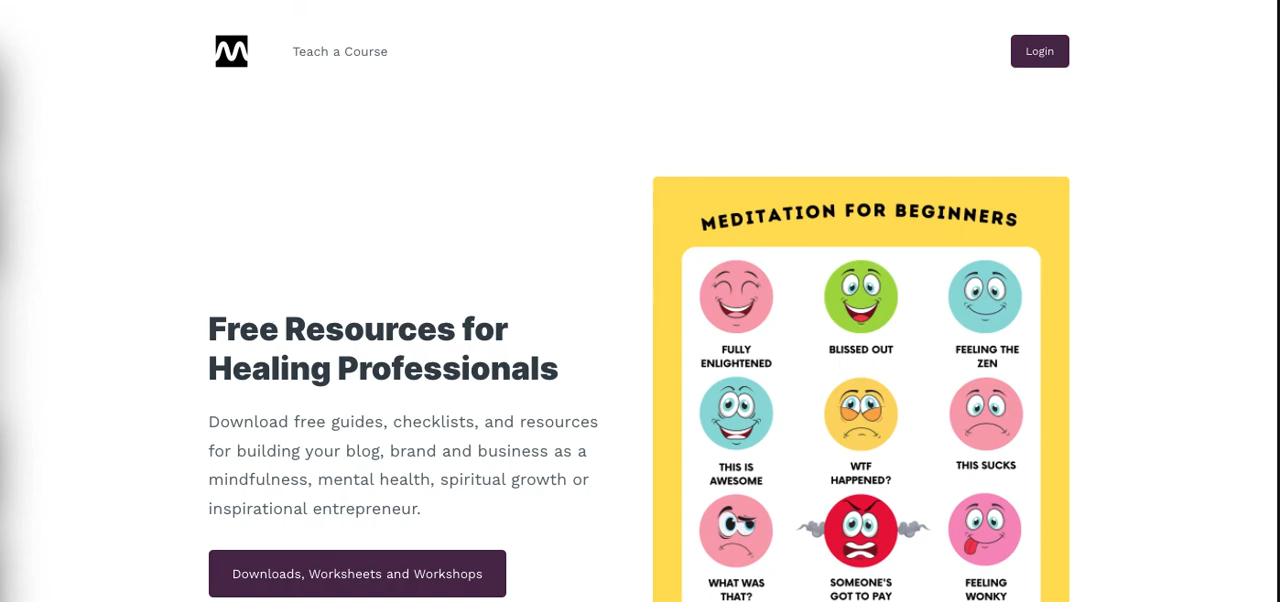 Teach a Course
Login
MEDITATION FOR BEGINNERS
Free Resources for
Healing Professionals
Download free guides, checklists, and resources
for building your blog, brand and business as a
mindfulness, mental health, spiritual growth or
inspirational entrepreneur.
Downloads, Worksheets and Workshops
FULLY
ENLIGHTENED
BLISSED OUT
FEELING THE
ZEN
THIS IS
AWESOME
WTF
HAPPENED?
THIS SUCKS
WHAT WAS
THAT?
SOMEONE'S
GOT TO PAY
FEELING
WONKY